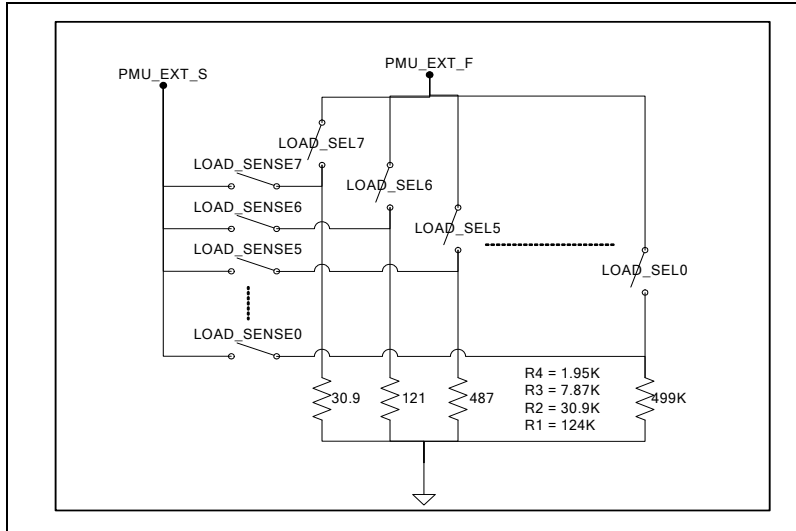 PMU_EXT_F
PMU_EXT_S
LOAD_SEL7
LOAD_SENSE7
LOAD_SEL6
LOAD_SENSE6
LOAD_SEL5
LOAD_SENSE5
LOAD_SEL0
LOAD_SENSE0
R4 = 1.95K
R3 = 7.87K
R2 = 30.9K
R1 = 124K
30.9
121
487
499K